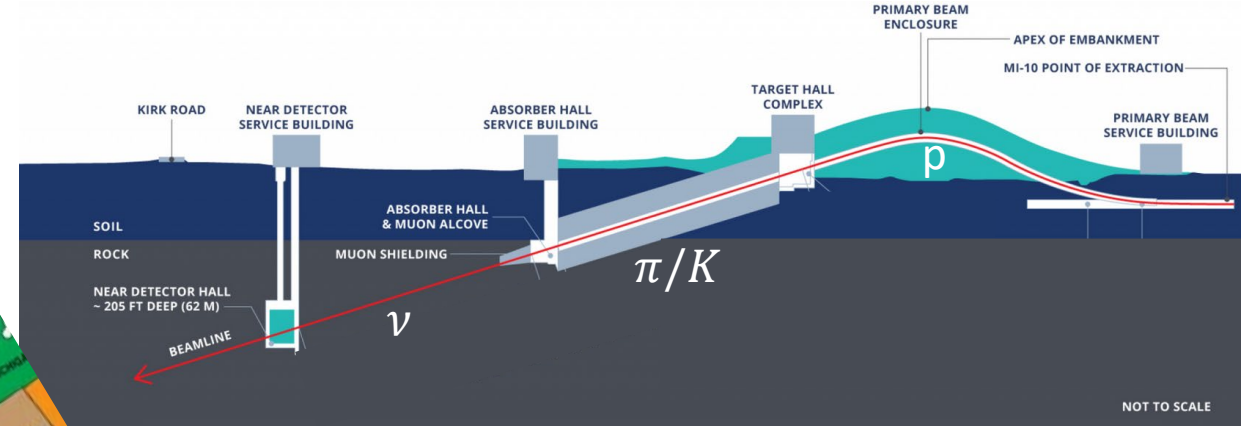 PRIMARY BEAM
ENCLOSURE
APEX OF EMBANKMENT
MI-10 POINT OF EXTRACTION
TARGET HALL
COMPLEX
KIRK ROAD
NEAR DETECTOR
SERVICE BUILDING
ABSORBER HALL
SERVICE BUILDING
PRIMARY BEAM
SERVICE BUILDING
p
ABSORBER HALL
& MUON ALCOVE
SOIL
ROCK
MUON SHIELDING
π/K
NEAR DETECTOR HALL
~ 205 FT DEEP (62 M)
ν
BEAMLINE
NOT TO SCALE